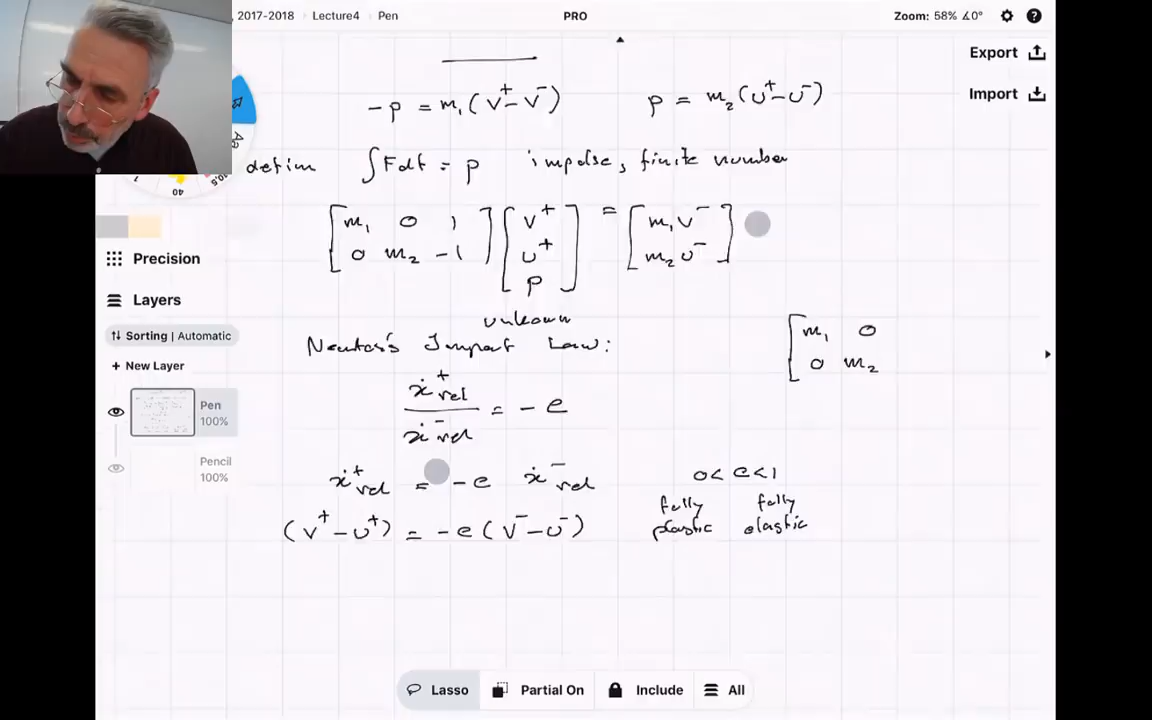 , 2017-2018 Lecture4 Pen PRO Zoom: 58% ∠0°
Export
Import
-p = m₁(v⁺-v⁻) p = m₂(u⁺-u⁻)
defin ∫Fdt = p impulse, finite number
[m₁ 0 1] [v⁺] = [m₁v⁻]
[0 m₂ -1] [u⁺] [m₂u⁻]
[p]
unkown
Newton's Impact Law:
[m₁ 0
[0 m₂
ẋ⁺rel / ẋ⁻rel = -e
ẋ⁺rel = -e ẋ⁻rel 0<e<1
fully fully
plastic elastic
(v⁺-u⁺) = -e(v⁻-u⁻)
40
Precision
Layers
Sorting | Automatic
+ New Layer
Pen
100%
Pencil
100%
Lasso Partial On Include All